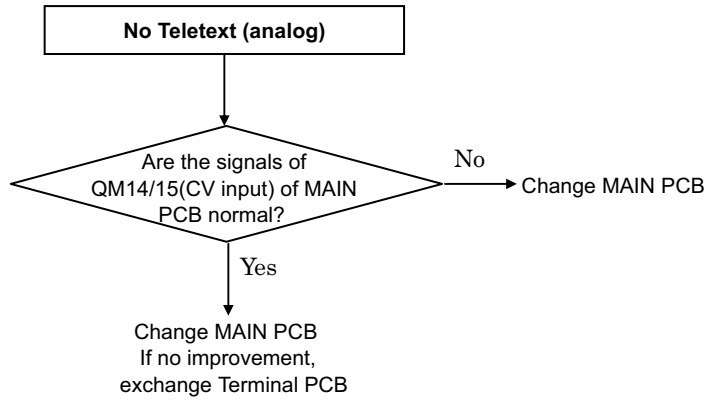 No Teletext (analog)
Are the signals of
QM14/15(CV input) of MAIN
PCB normal?
No
Change MAIN PCB
Yes
Change MAIN PCB
If no improvement,
exchange Terminal PCB